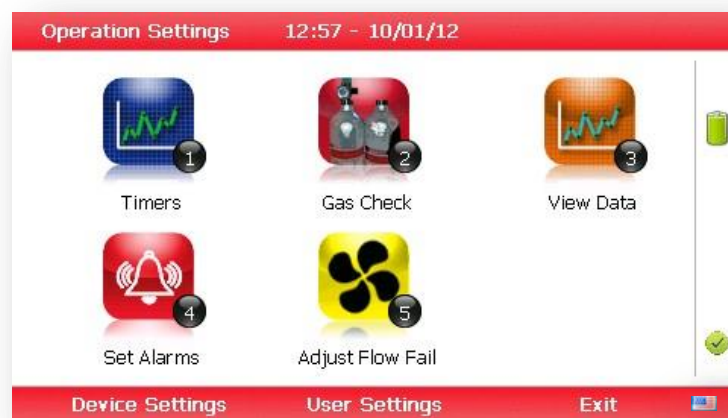 Operation Settings 12:57 - 10/01/12
1 2 3
Timers Gas Check View Data
4 5
Set Alarms Adjust Flow Fail
Device Settings User Settings Exit